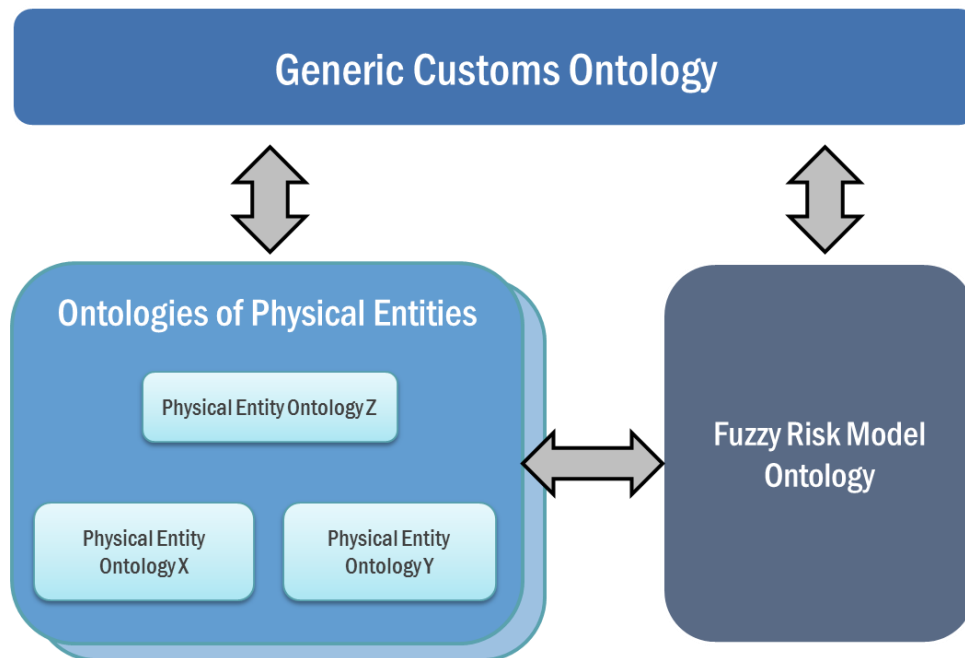 Generic Customs Ontology
Ontologies of Physical Entities
Physical Entity Ontology Z
Physical Entity
Ontology X
Physical Entity
Ontology Y
Fuzzy Risk Model
Ontology